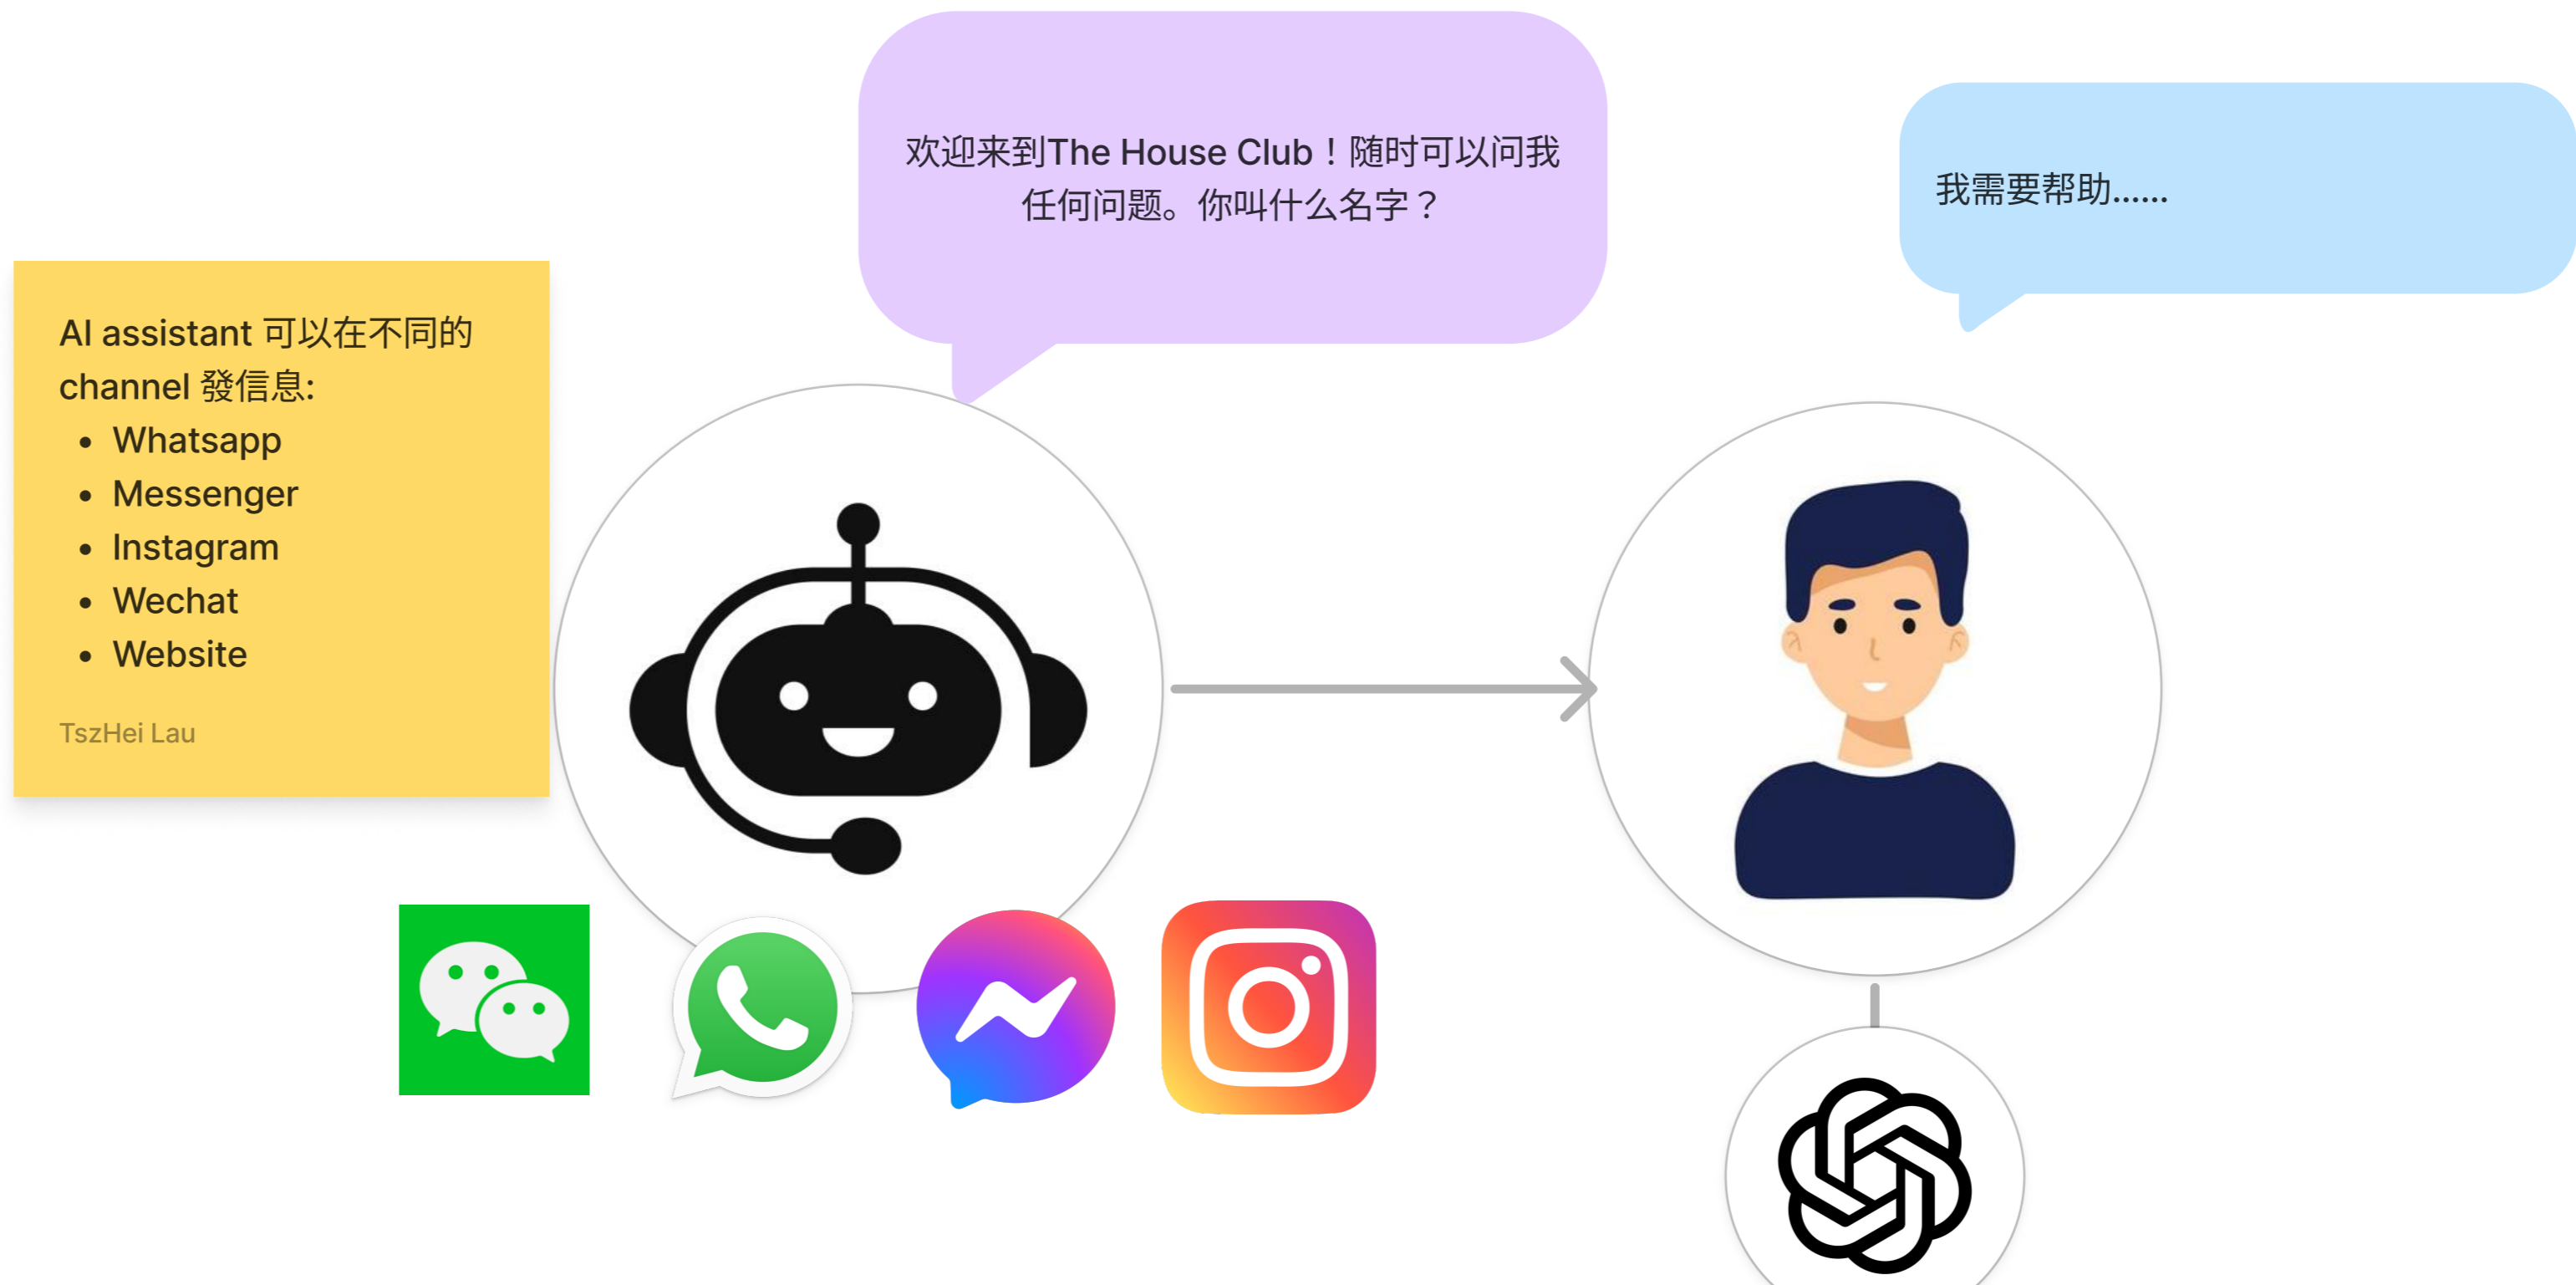 欢迎来到The House Club！随时可以问我
任何问题。你叫什么名字？
我需要帮助......
AI assistant 可以在不同的
channel 發信息:
• Whatsapp
• Messenger
• Instagram
• Wechat
• Website
TszHei Lau